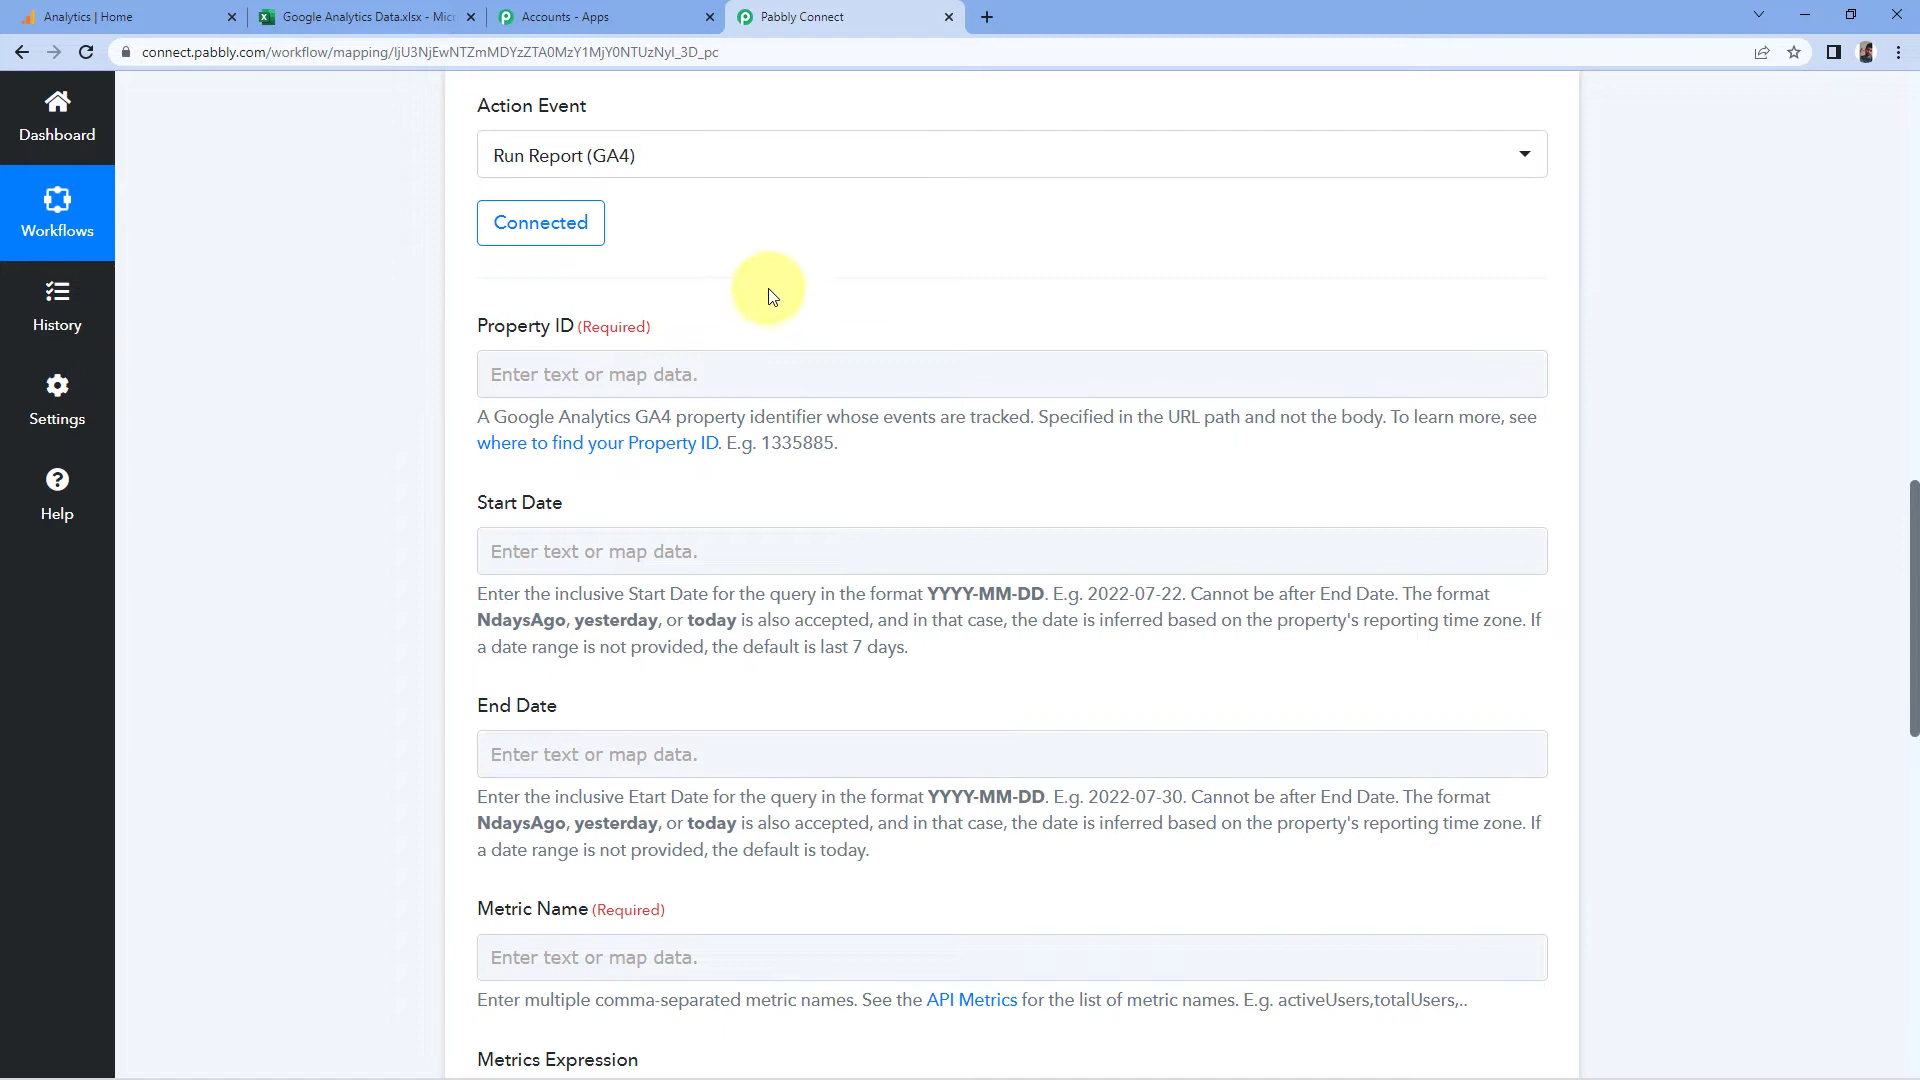 Analytics | Home
Google Analytics Data.xlsx - Mic
Accounts - Apps
Pabbly Connect
connect.pabbly.com/workflow/mapping/IjU3NjEwNTZmMDYzZTA0MzY1MjY0NTUzNyI_3D_pc
Dashboard
Workflows
History
Settings
Help
Action Event
Run Report (GA4)
Connected
Property ID (Required)
Enter text or map data.
A Google Analytics GA4 property identifier whose events are tracked. Specified in the URL path and not the body. To learn more, see
where to find your Property ID. E.g. 1335885.
Start Date
Enter text or map data.
Enter the inclusive Start Date for the query in the format YYYY-MM-DD. E.g. 2022-07-22. Cannot be after End Date. The format
NdaysAgo, yesterday, or today is also accepted, and in that case, the date is inferred based on the property's reporting time zone. If
a date range is not provided, the default is last 7 days.
End Date
Enter text or map data.
Enter the inclusive Etart Date for the query in the format YYYY-MM-DD. E.g. 2022-07-30. Cannot be after End Date. The format
NdaysAgo, yesterday, or today is also accepted, and in that case, the date is inferred based on the property's reporting time zone. If
a date range is not provided, the default is today.
Metric Name (Required)
Enter text or map data.
Enter multiple comma-separated metric names. See the API Metrics for the list of metric names. E.g. activeUsers,totalUsers,..
Metrics Expression